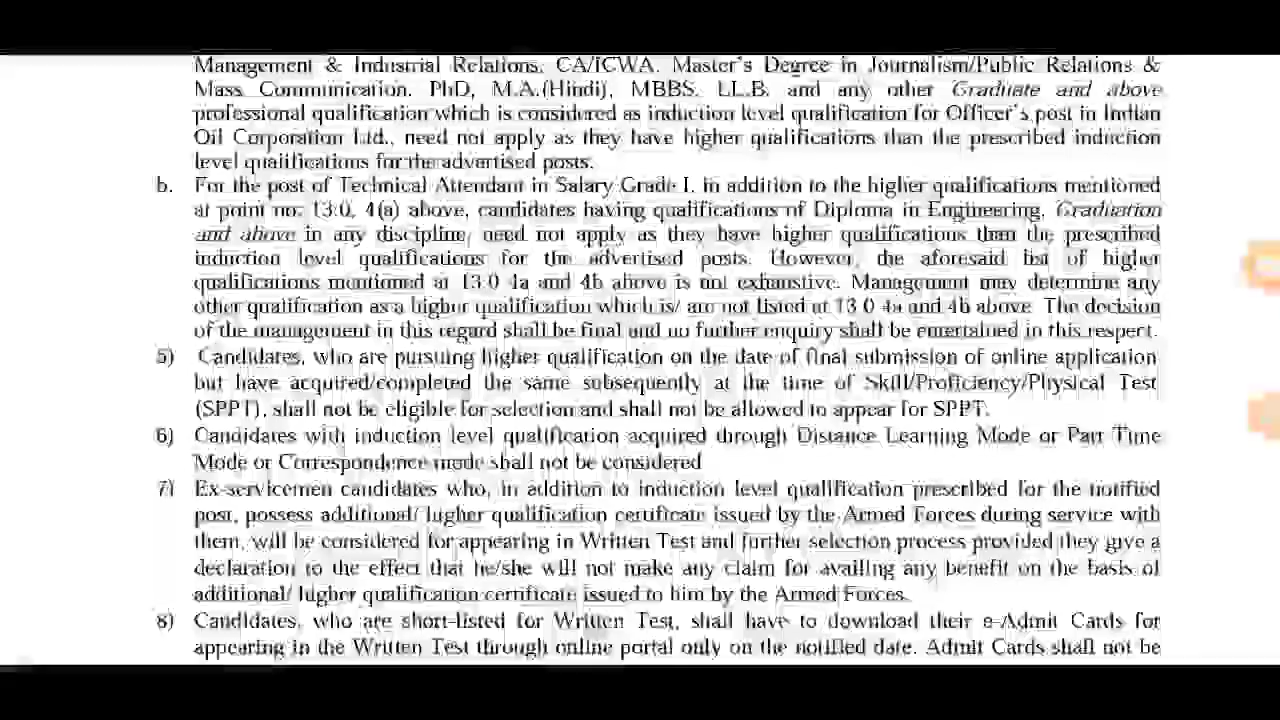 Management & Industrial Relations, CA/ICWA, Master's Degree in Journalism/Public Relations &
Mass Communication, PhD, M.A.(Hindi), MBBS, LL.B. and any other Graduate and above
professional qualification which is considered as induction level qualification for Officer's post in Indian
Oil Corporation Ltd., need not apply as they have higher qualifications than the prescribed induction
level qualifications for the advertised posts.
b. For the post of Technical Attendant in Salary Grade I, in addition to the higher qualifications mentioned
at point no. 13.0, 4(a) above, candidates having qualifications of Diploma in Engineering, Graduation
and above in any discipline, need not apply as they have higher qualifications than the prescribed
induction level qualifications for the advertised posts. However, the aforesaid list of higher
qualifications mentioned at 13.0 4a and 4b above is not exhaustive. Management may determine any
other qualification as a higher qualification which is/ are not listed at 13.0 4a and 4b above. The decision
of the management in this regard shall be final and no further enquiry shall be entertained in this respect.
5) Candidates, who are pursuing higher qualification on the date of final submission of online application
but have acquired/completed the same subsequently at the time of Skill/Proficiency/Physical Test
(SPPT), shall not be eligible for selection and shall not be allowed to appear for SPPT.
6) Candidates with induction level qualification acquired through Distance Learning Mode or Part Time
Mode or Correspondence mode shall not be considered
7) Ex-servicemen candidates who, in addition to induction level qualification prescribed for the notified
post, possess additional/ higher qualification certificate issued by the Armed Forces during service with
them, will be considered for appearing in Written Test and further selection process provided they give a
declaration to the effect that he/she will not make any claim for availing any benefit on the basis of
additional/ higher qualification certificate issued to him by the Armed Forces.
8) Candidates, who are short-listed for Written Test, shall have to download their e-Admit Cards for
appearing in the Written Test through online portal only on the notified date. Admit Cards shall not be